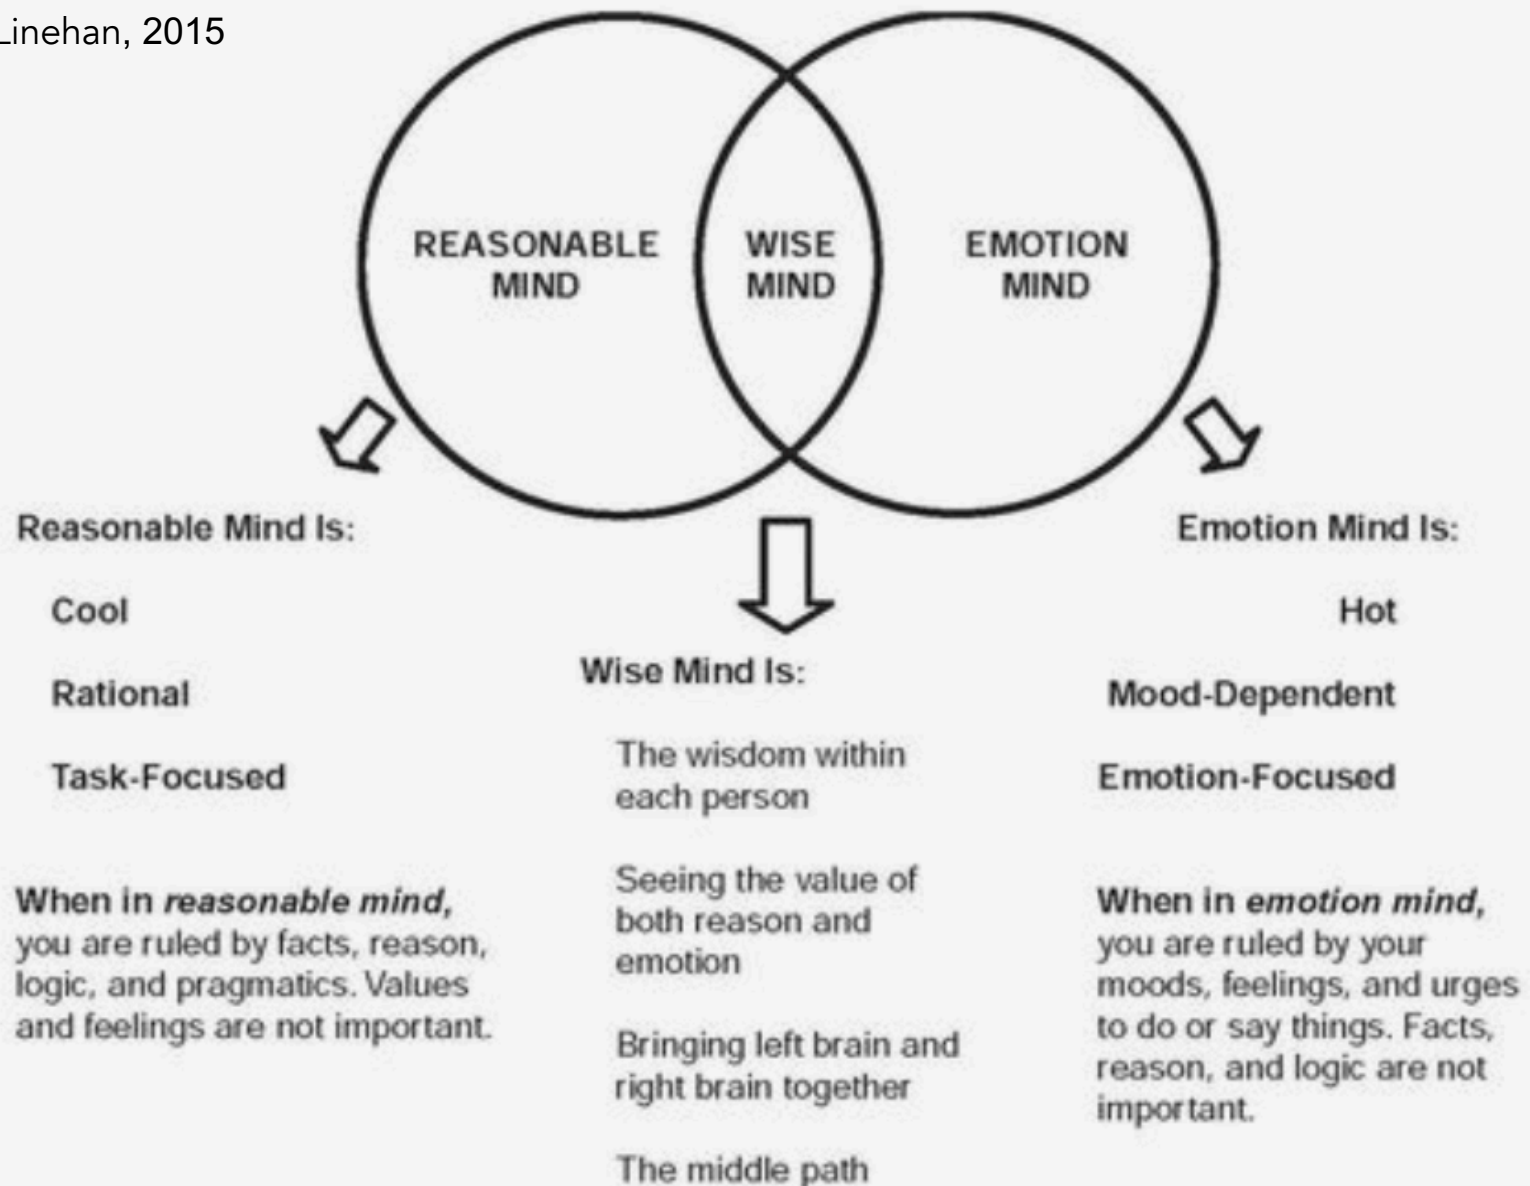 Linehan, 2015
REASONABLE
MIND
WISE
MIND
EMOTION
MIND
Reasonable Mind Is:
Cool
Rational
Task-Focused
When in reasonable mind,
you are ruled by facts, reason,
logic, and pragmatics. Values
and feelings are not important.
Wise Mind Is:
The wisdom within
each person
Seeing the value of
both reason and
emotion
Bringing left brain and
right brain together
The middle path
Emotion Mind Is:
Hot
Mood-Dependent
Emotion-Focused
When in emotion mind,
you are ruled by your
moods, feelings, and urges
to do or say things. Facts,
reason, and logic are not
important.